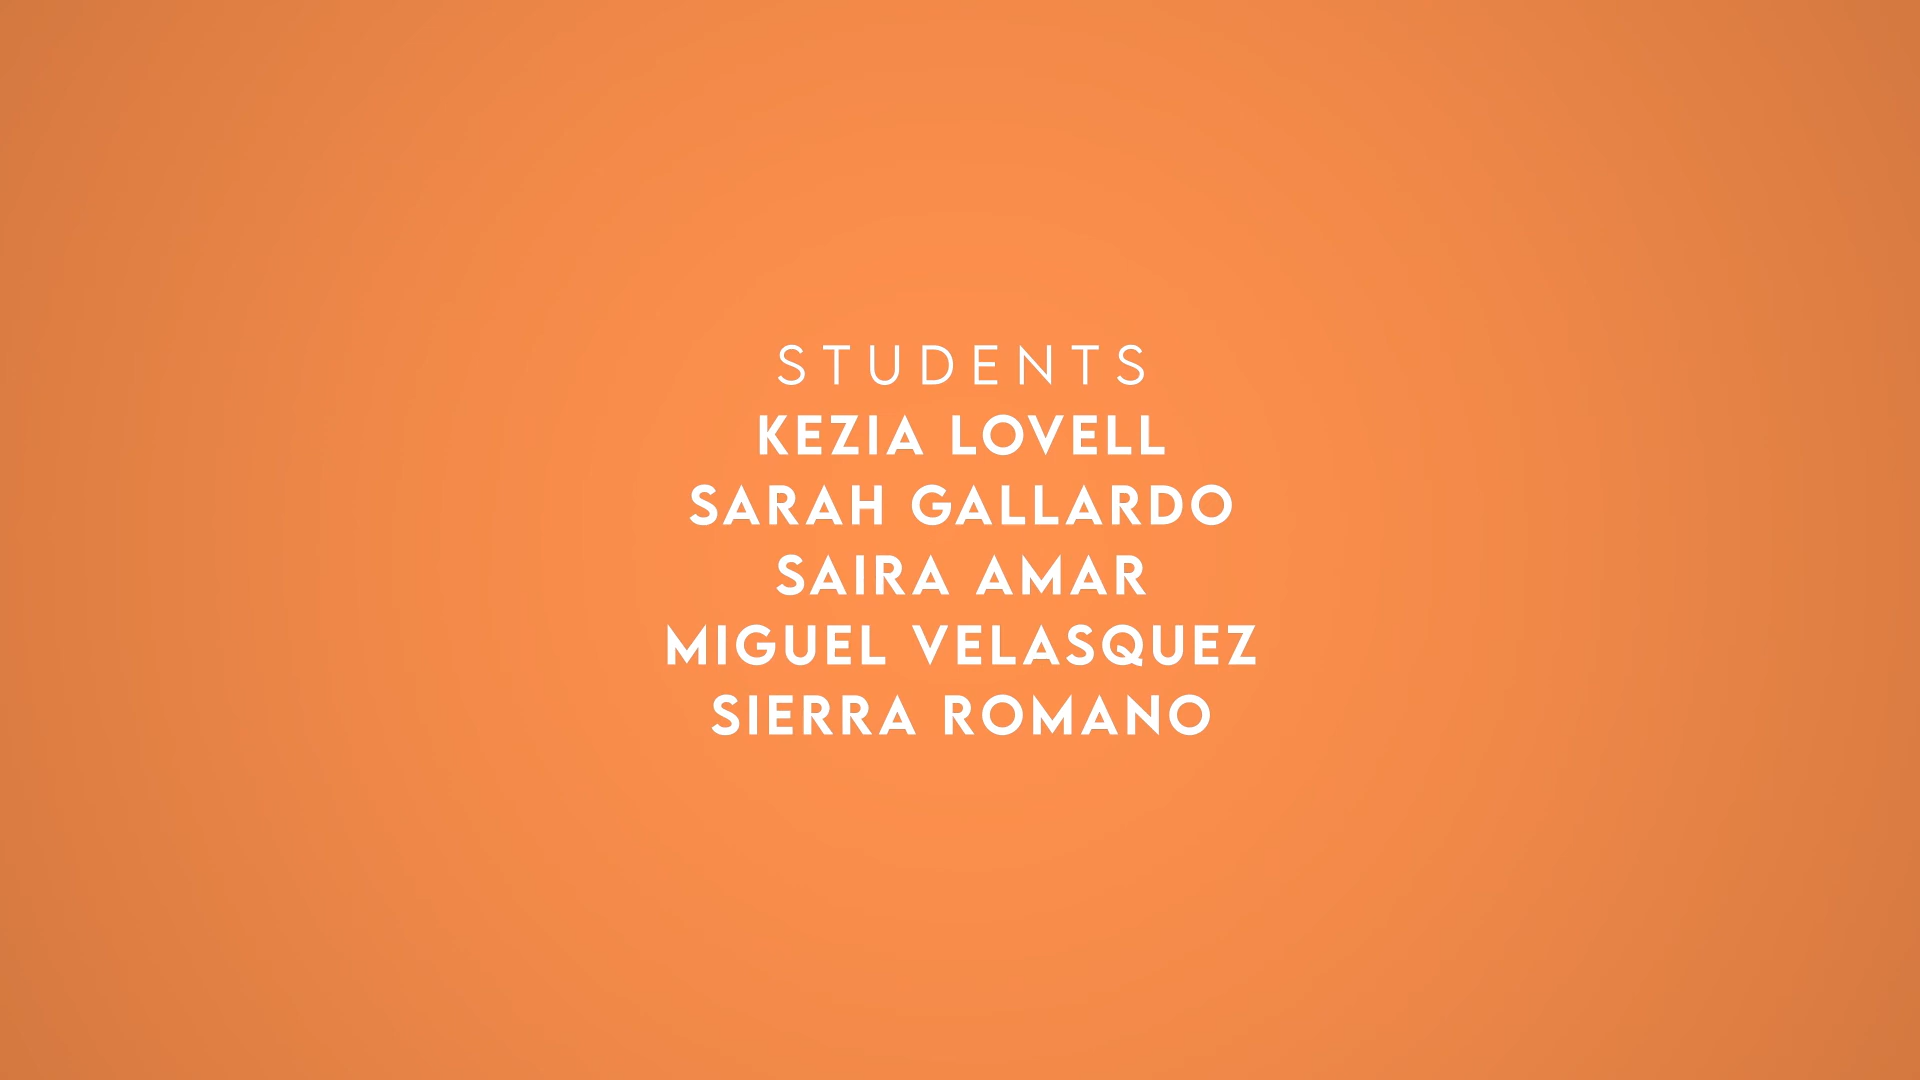 STUDENTS
KEZIA LOVELL
SARAH GALLARDO
SAIRA AMAR
MIGUEL VELASQUEZ
SIERRA ROMANO